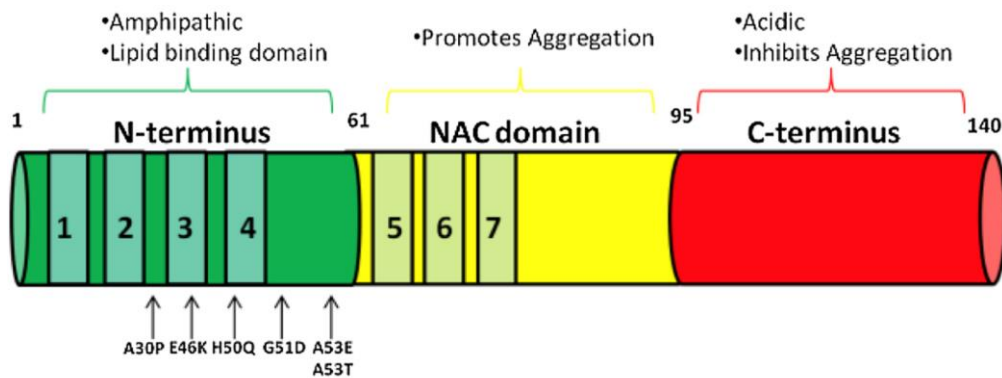 •Amphipathic
•Lipid binding domain
•Promotes Aggregation
•Acidic
•Inhibits Aggregation
1 N-terminus 61 NAC domain 95 C-terminus 140
1 2 3 4 5 6 7
A30P E46K H50Q G51D A53E
A53T